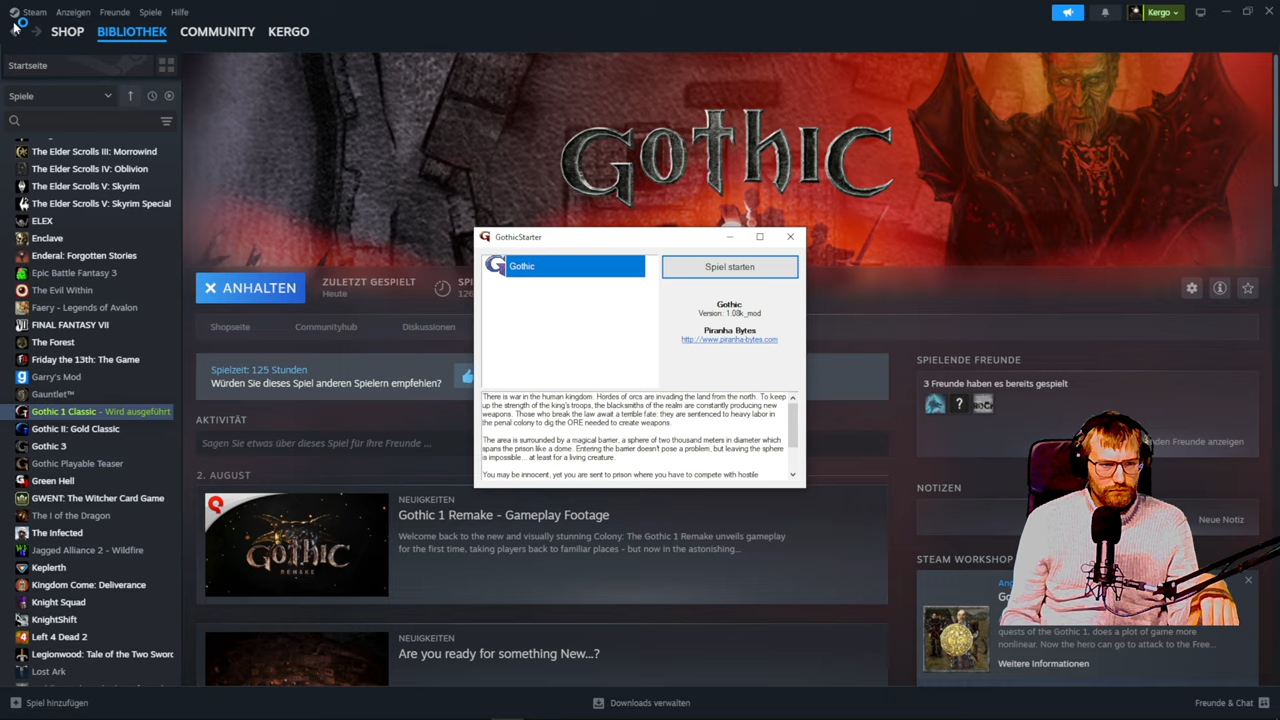 Steam
Anzeigen
Freunde
Spiele
Hilfe
Kergo
SHOP
BIBLIOTHEK
COMMUNITY
KERGO
Startseite
Spiele
The Elder Scrolls III: Morrowind
The Elder Scrolls IV: Oblivion
The Elder Scrolls V: Skyrim
The Elder Scrolls V: Skyrim Special
ELEX
Enclave
Enderal: Forgotten Stories
Epic Battle Fantasy 3
The Evil Within
Faery - Legends of Avalon
FINAL FANTASY VII
The Forest
Friday the 13th: The Game
Garry's Mod
Gauntlet™
Gothic 1 Classic - Wird ausgeführt
Gothic II: Gold Classic
Gothic 3
Gothic Playable Teaser
Green Hell
GWENT: The Witcher Card Game
The I of the Dragon
The Infected
Jagged Alliance 2 - Wildfire
Keplerth
Kingdom Come: Deliverance
Knight Squad
KnightShift
Left 4 Dead 2
Legionwood: Tale of the Two Sword
Lost Ark
GOTHIC
ANHALTEN
ZULETZT GESPIELT
Heute
Shopseite
Communityhub
Diskussionen
Spielzeit: 125 Stunden
Würden Sie dieses Spiel anderen Spielern empfehlen?
AKTIVITÄT
Sagen Sie etwas über dieses Spiel für Ihre Freunde ...
2. AUGUST
NEUIGKEITEN
Gothic 1 Remake - Gameplay Footage
Welcome back to the new and visually stunning Colony: The Gothic 1 Remake unveils gameplay
for the first time, taking players back to familiar places - but now in the astonishing...
GOTHIC
REMAKE
NEUIGKEITEN
Are you ready for something New...?
GothicStarter
Gothic
Spiel starten
Gothic
Version: 1.08k_mod
Piranha Bytes
http://www.piranha-bytes.com
There is war in the human kingdom. Hordes of orcs are invading the land from the north. To keep
up the strength of the king's troops, the blacksmiths of the realm are constantly producing new
weapons. Those who break the law await a terrible fate: they are sentenced to heavy labor in
the penal colony to dig the ORE needed to create weapons.
The area is surrounded by a magical barrier, a sphere of two thousand meters in diameter which
spans the prison like a dome. Entering the barrier doesn't pose a problem, but leaving the sphere
is impossible... at least for a living creature.
You may be innocent, yet you are sent to prison where you have to compete with hostile
SPIELENDE FREUNDE
3 Freunde haben es bereits gespielt
Freunde anzeigen
NOTIZEN
Neue Notiz
STEAM WORKSHOP
quests of the Gothic 1, does a plot of game more
nonlinear. Now the hero can go to attack to the Free...
Weitere Informationen
Spiel hinzufügen
Downloads verwalten
Freunde & Chat